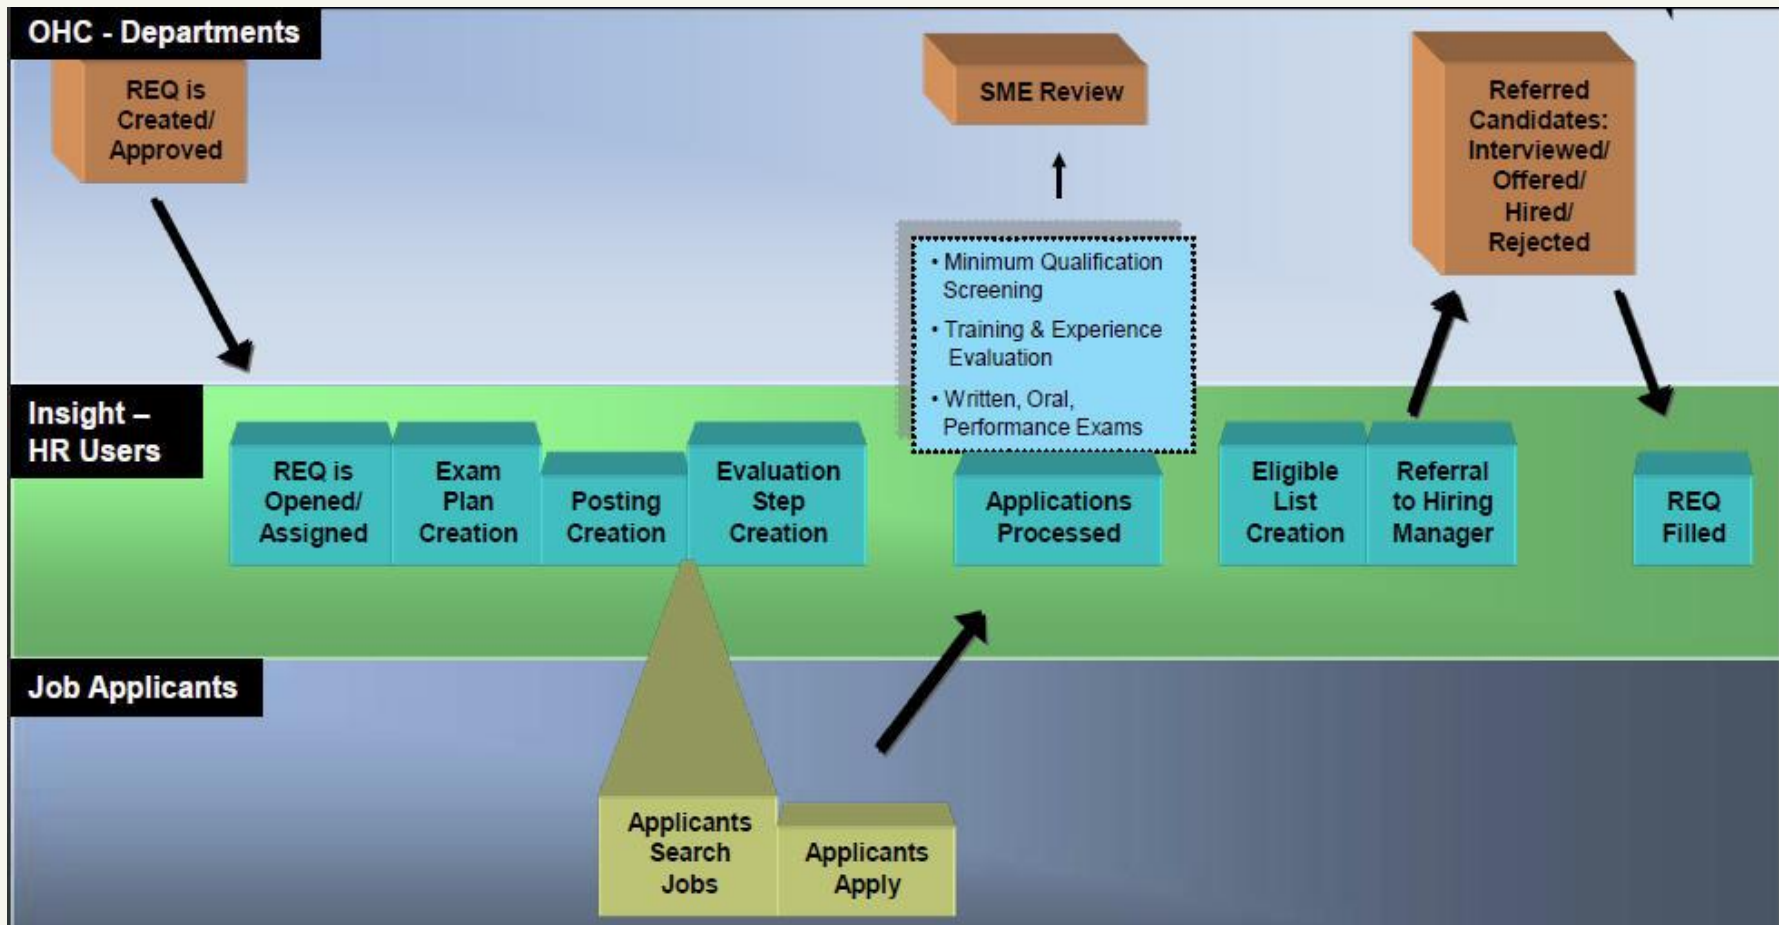 OHC - Departments
REQ is
Created/
Approved
SME Review
Referred
Candidates:
Interviewed/
Offered/
Hired/
Rejected
• Minimum Qualification
Screening
• Training & Experience
Evaluation
• Written, Oral,
Performance Exams
Insight –
HR Users
REQ is
Opened/
Assigned
Exam
Plan
Creation
Posting
Creation
Evaluation
Step
Creation
Applications
Processed
Eligible
List
Creation
Referral
to Hiring
Manager
REQ
Filled
Job Applicants
Applicants
Search
Jobs
Applicants
Apply